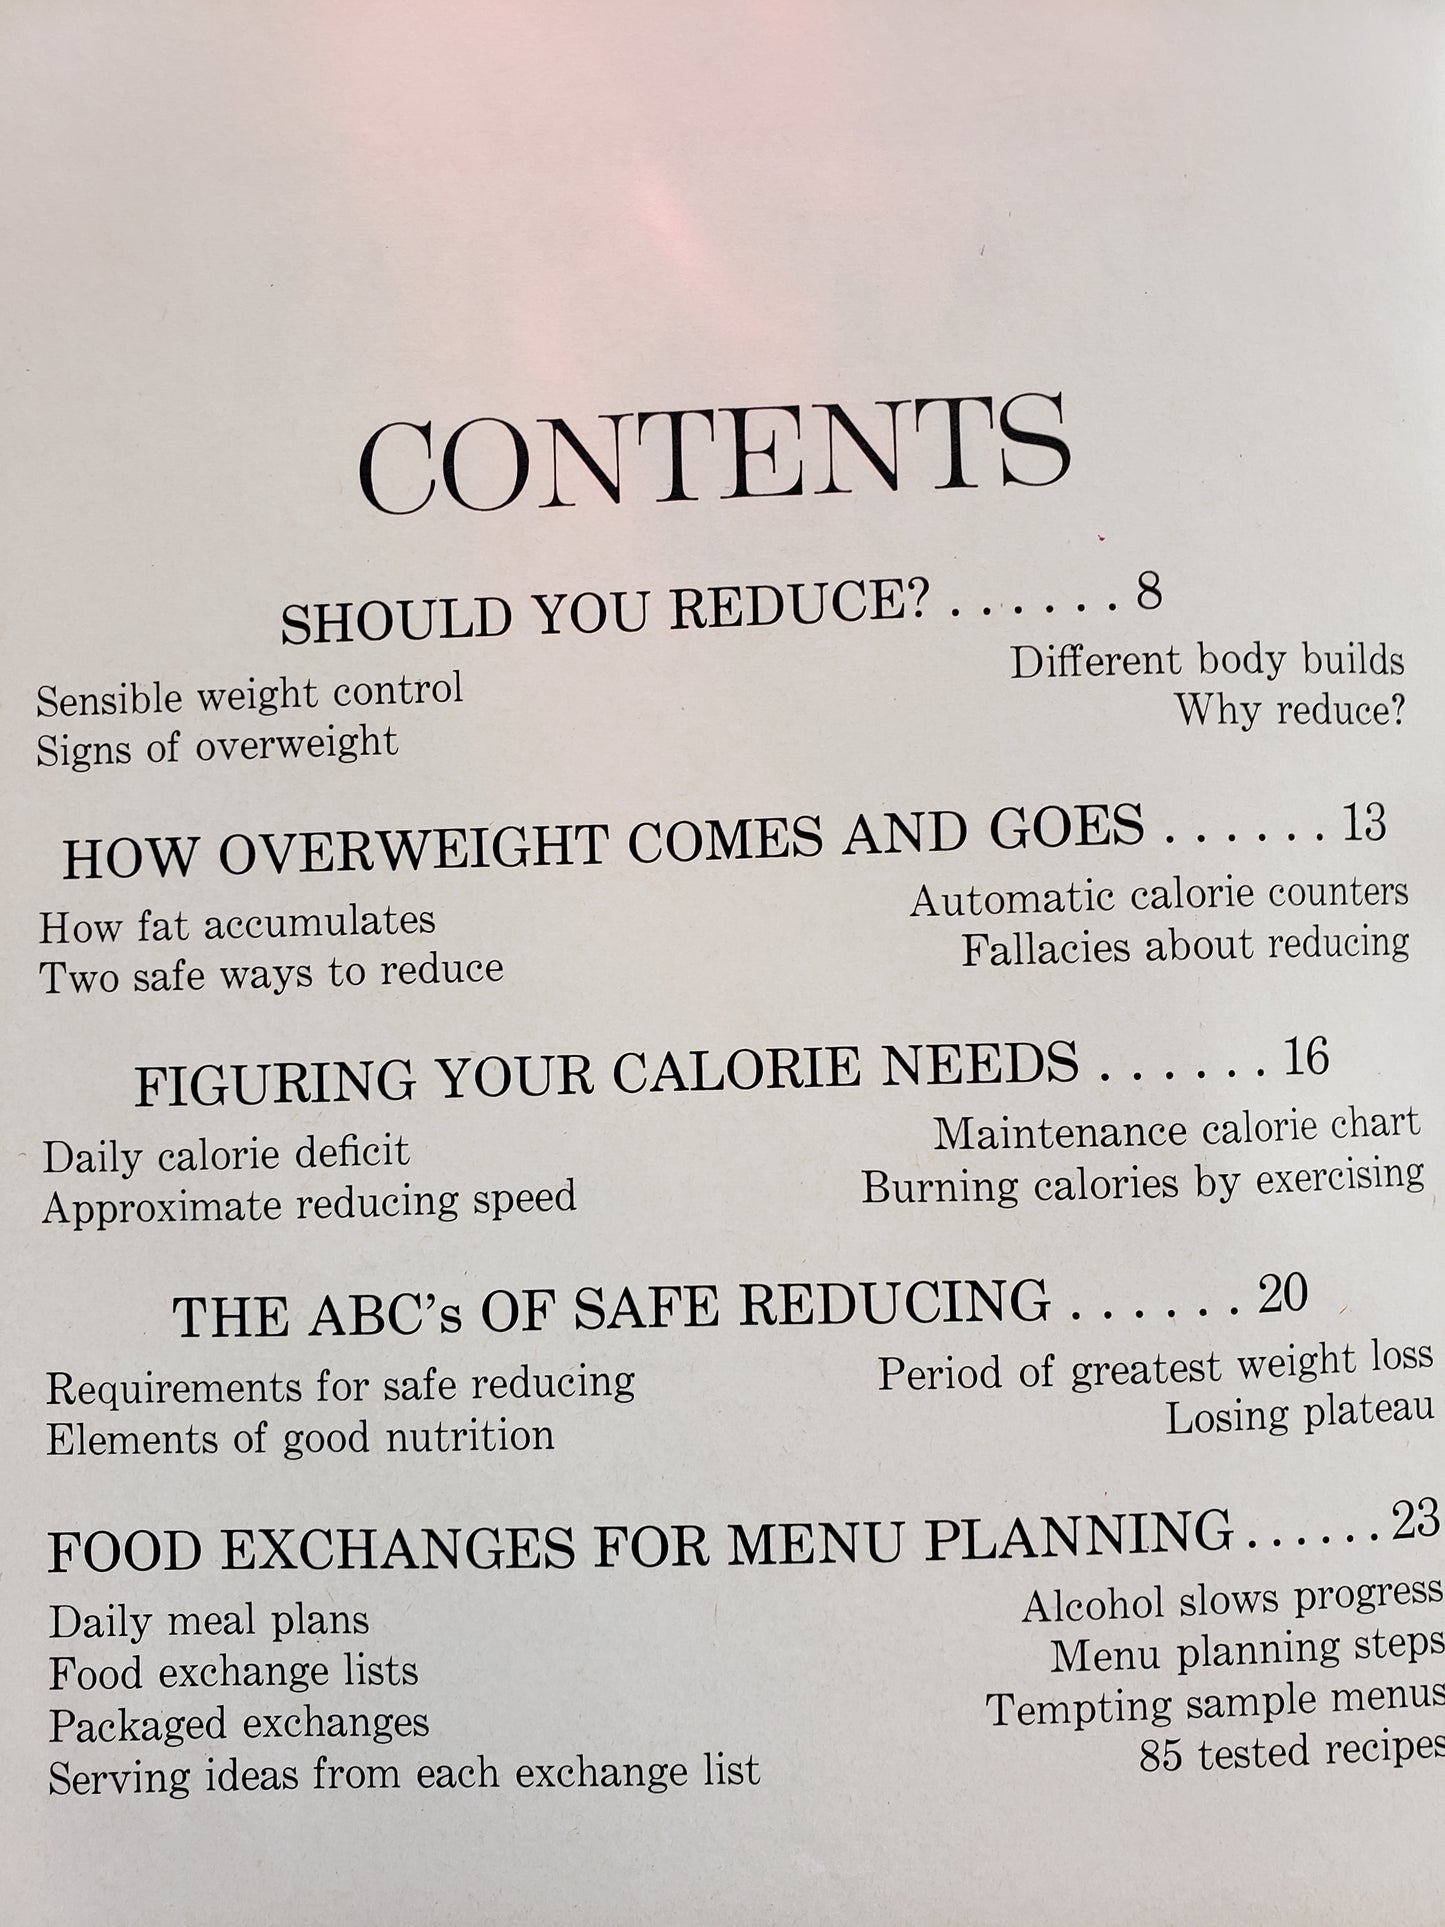 CONTENTS
SHOULD YOU REDUCE? . . . . . . 8
Sensible weight control
Signs of overweight
Different body builds
Why reduce?
HOW OVERWEIGHT COMES AND GOES . . . . . . 13
How fat accumulates
Two safe ways to reduce
Automatic calorie counters
Fallacies about reducing
FIGURING YOUR CALORIE NEEDS . . . . . . 16
Daily calorie deficit
Approximate reducing speed
Maintenance calorie chart
Burning calories by exercising
THE ABC’s OF SAFE REDUCING . . . . . . 20
Requirements for safe reducing
Elements of good nutrition
Period of greatest weight loss
Losing plateau
FOOD EXCHANGES FOR MENU PLANNING . . . . . . 23
Daily meal plans
Food exchange lists
Packaged exchanges
Serving ideas from each exchange list
Alcohol slows progress
Menu planning steps
Tempting sample menus
85 tested recipes